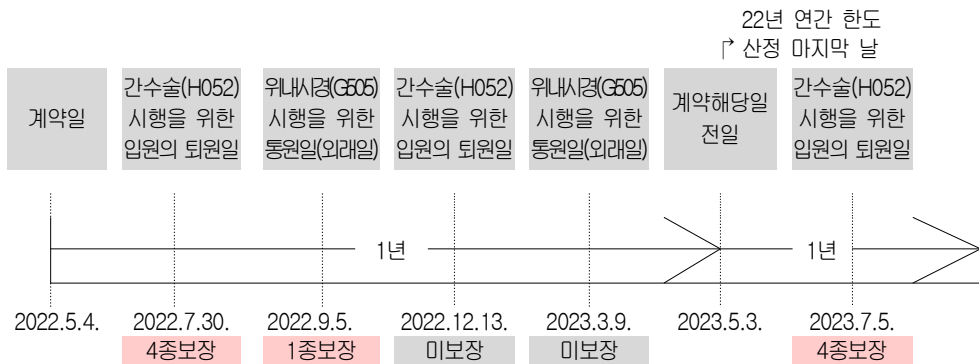 22년 연간 한도
산정 마지막 날
계약일
간수술(H052)
시행을 위한
입원의 퇴원일
위내시경(G505)
시행을 위한
통원일(외래일)
간수술(H052)
시행을 위한
입원의 퇴원일
위내시경(G505)
시행을 위한
통원일(외래일)
계약해당일
전일
간수술(H052)
시행을 위한
입원의 퇴원일
1년
1년
2022.5.4.
2022.7.30.
2022.9.5.
2022.12.13.
2023.3.9.
2023.5.3.
2023.7.5.
4종보장
1종보장
미보장
미보장
4종보장